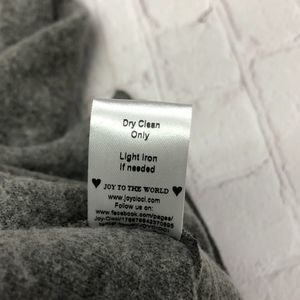 Dry Clean
Only
Light Iron
if needed
♥ JOY TO THE WORLD ♥
www.joycioci.com
Follow us on:
www.facebook.com/pages/